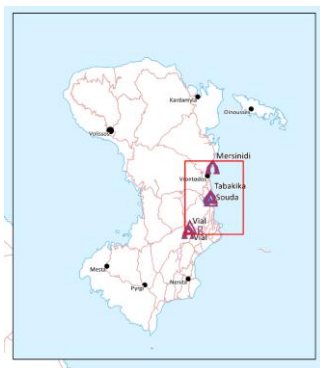 Kardamyla
Oinousses
Volissos
Mersinidi
Vrontados
Tabakika
Souda
Vial
R
Vial
Mesta
Pyrgi
Nenita